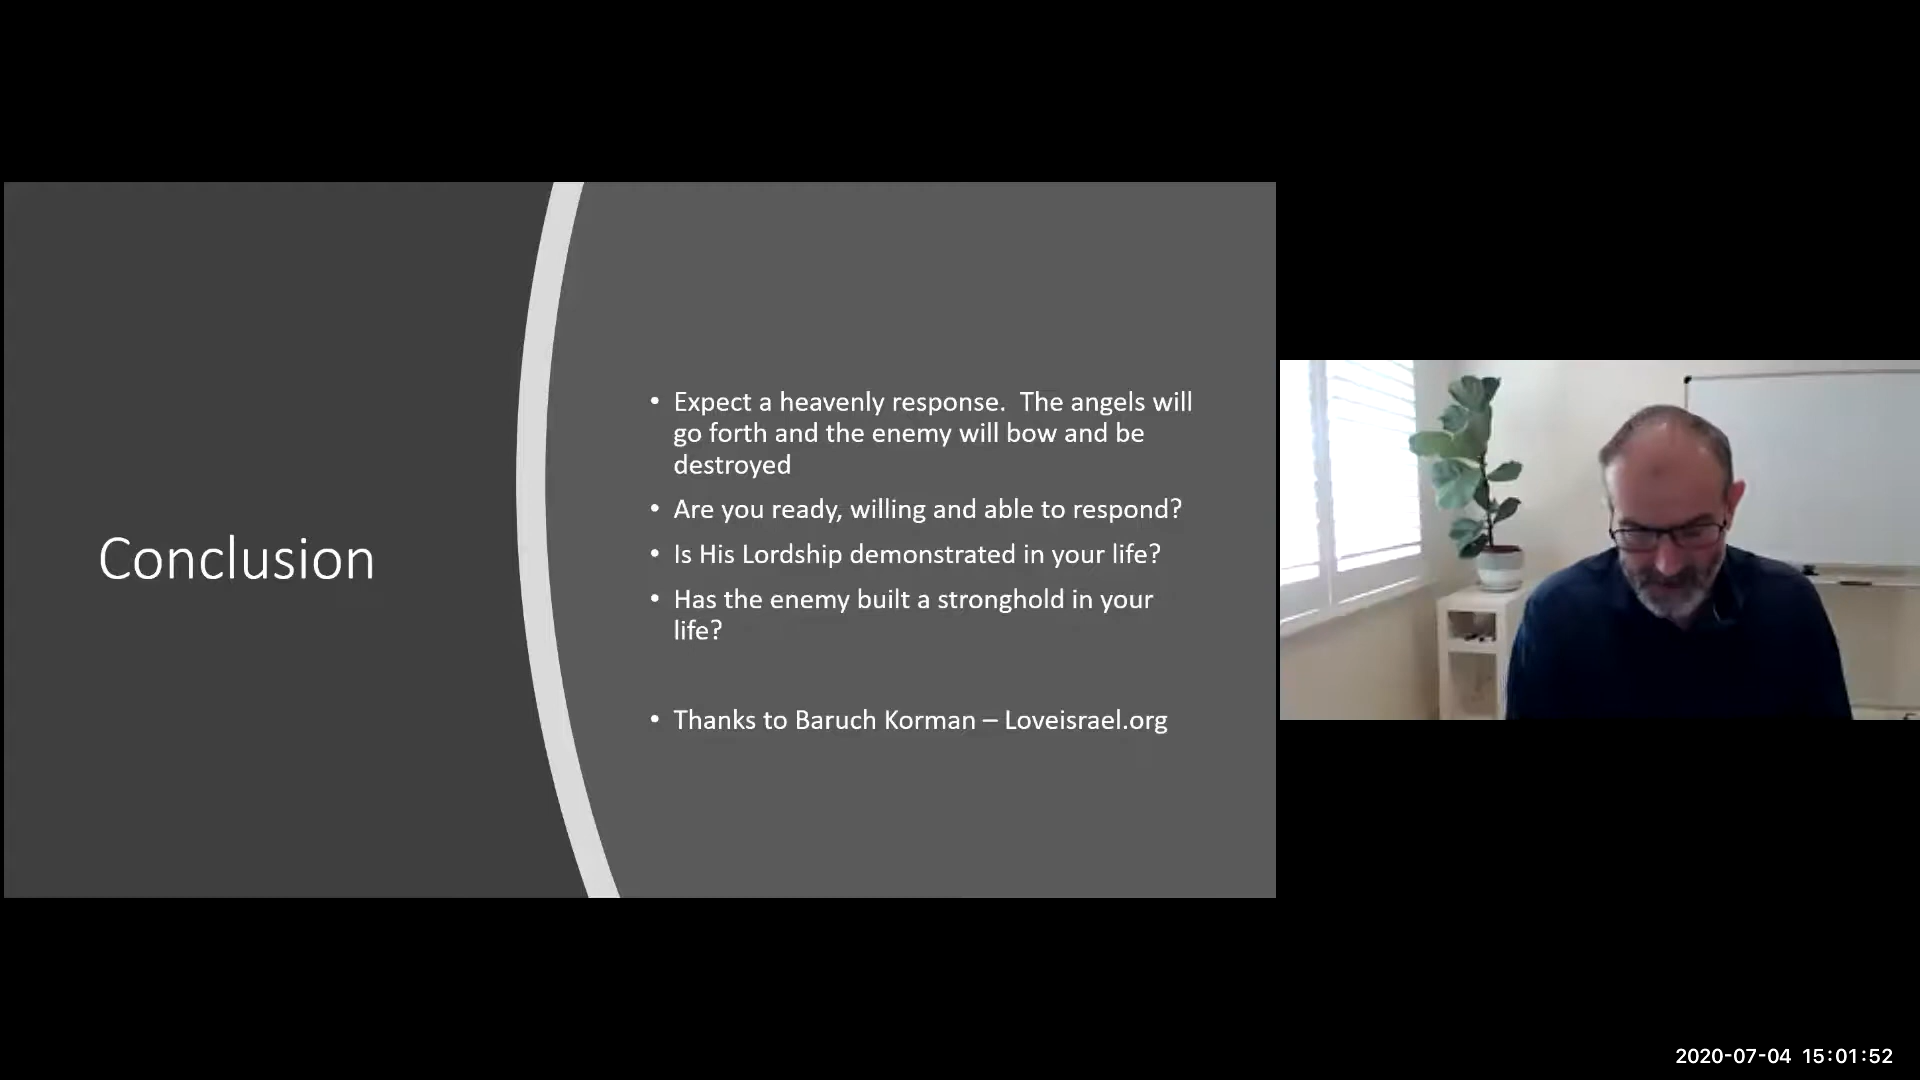 Conclusion
• Expect a heavenly response.  The angels will
go forth and the enemy will bow and be
destroyed
• Are you ready, willing and able to respond?
• Is His Lordship demonstrated in your life?
• Has the enemy built a stronghold in your
life?
• Thanks to Baruch Korman – Loveisrael.org
2020-07-04 15:01:52